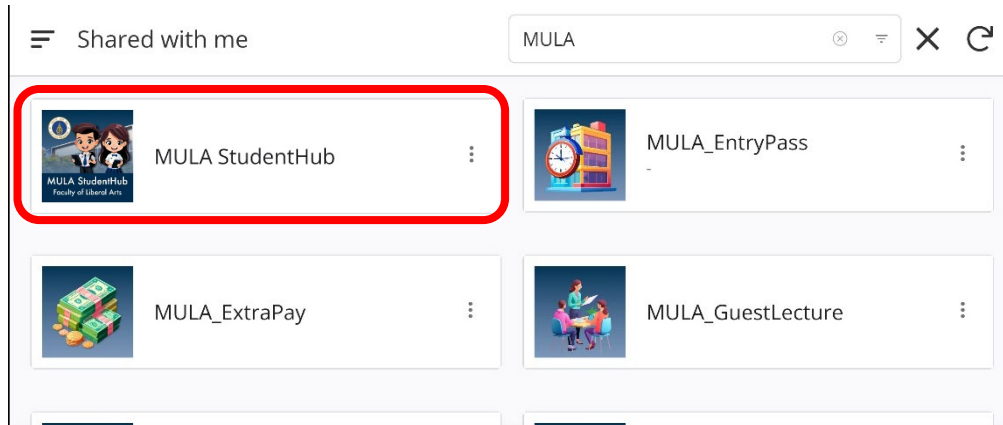 Shared with me
MULA
MULA StudentHub
Faculty of Liberal Arts
MULA StudentHub
MULA_EntryPass
-
MULA_ExtraPay
MULA_GuestLecture